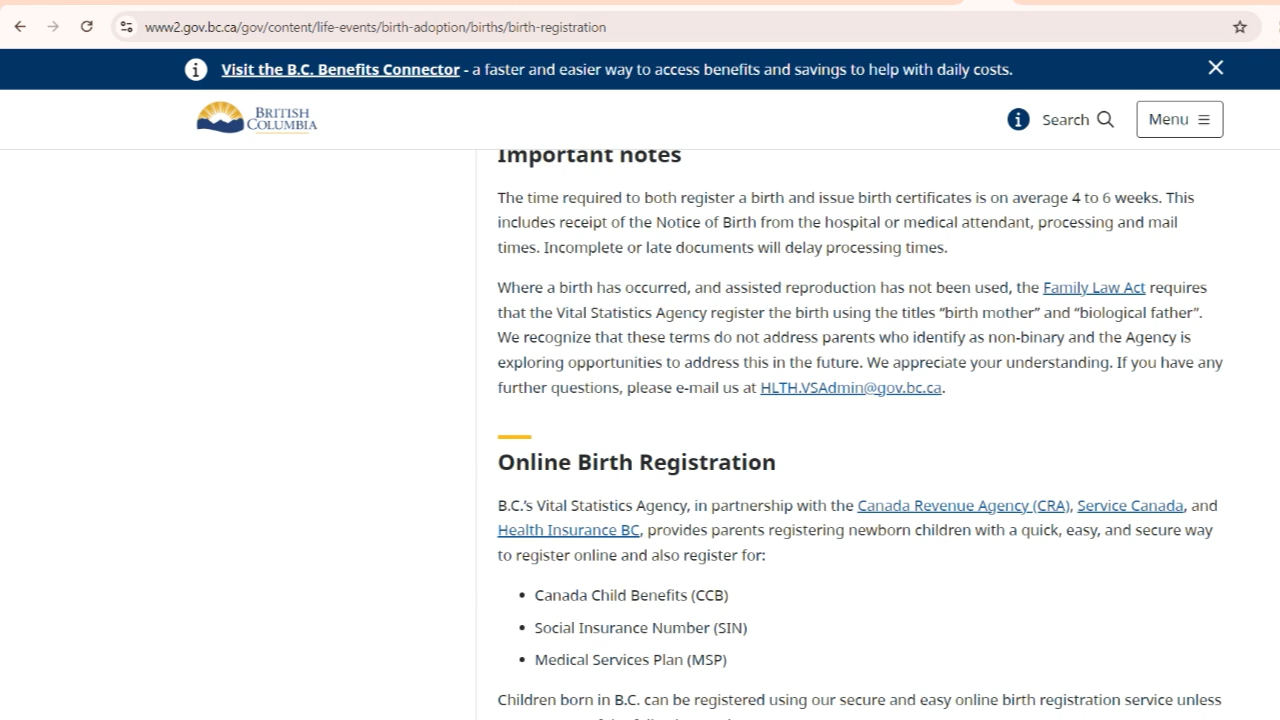 www2.gov.bc.ca/gov/content/life-events/birth-adoption/births/birth-registration
Visit the B.C. Benefits Connector - a faster and easier way to access benefits and savings to help with daily costs.
BRITISH
COLUMBIA
Search
Menu
Important notes
The time required to both register a birth and issue birth certificates is on average 4 to 6 weeks. This
includes receipt of the Notice of Birth from the hospital or medical attendant, processing and mail
times. Incomplete or late documents will delay processing times.
Where a birth has occurred, and assisted reproduction has not been used, the Family Law Act requires
that the Vital Statistics Agency register the birth using the titles “birth mother” and “biological father”.
We recognize that these terms do not address parents who identify as non-binary and the Agency is
exploring opportunities to address this in the future. We appreciate your understanding. If you have any
further questions, please e-mail us at HLTH.VSAdmin@gov.bc.ca.
Online Birth Registration
B.C.’s Vital Statistics Agency, in partnership with the Canada Revenue Agency (CRA), Service Canada, and
Health Insurance BC, provides parents registering newborn children with a quick, easy, and secure way
to register online and also register for:
• Canada Child Benefits (CCB)
• Social Insurance Number (SIN)
• Medical Services Plan (MSP)
Children born in B.C. can be registered using our secure and easy online birth registration service unless